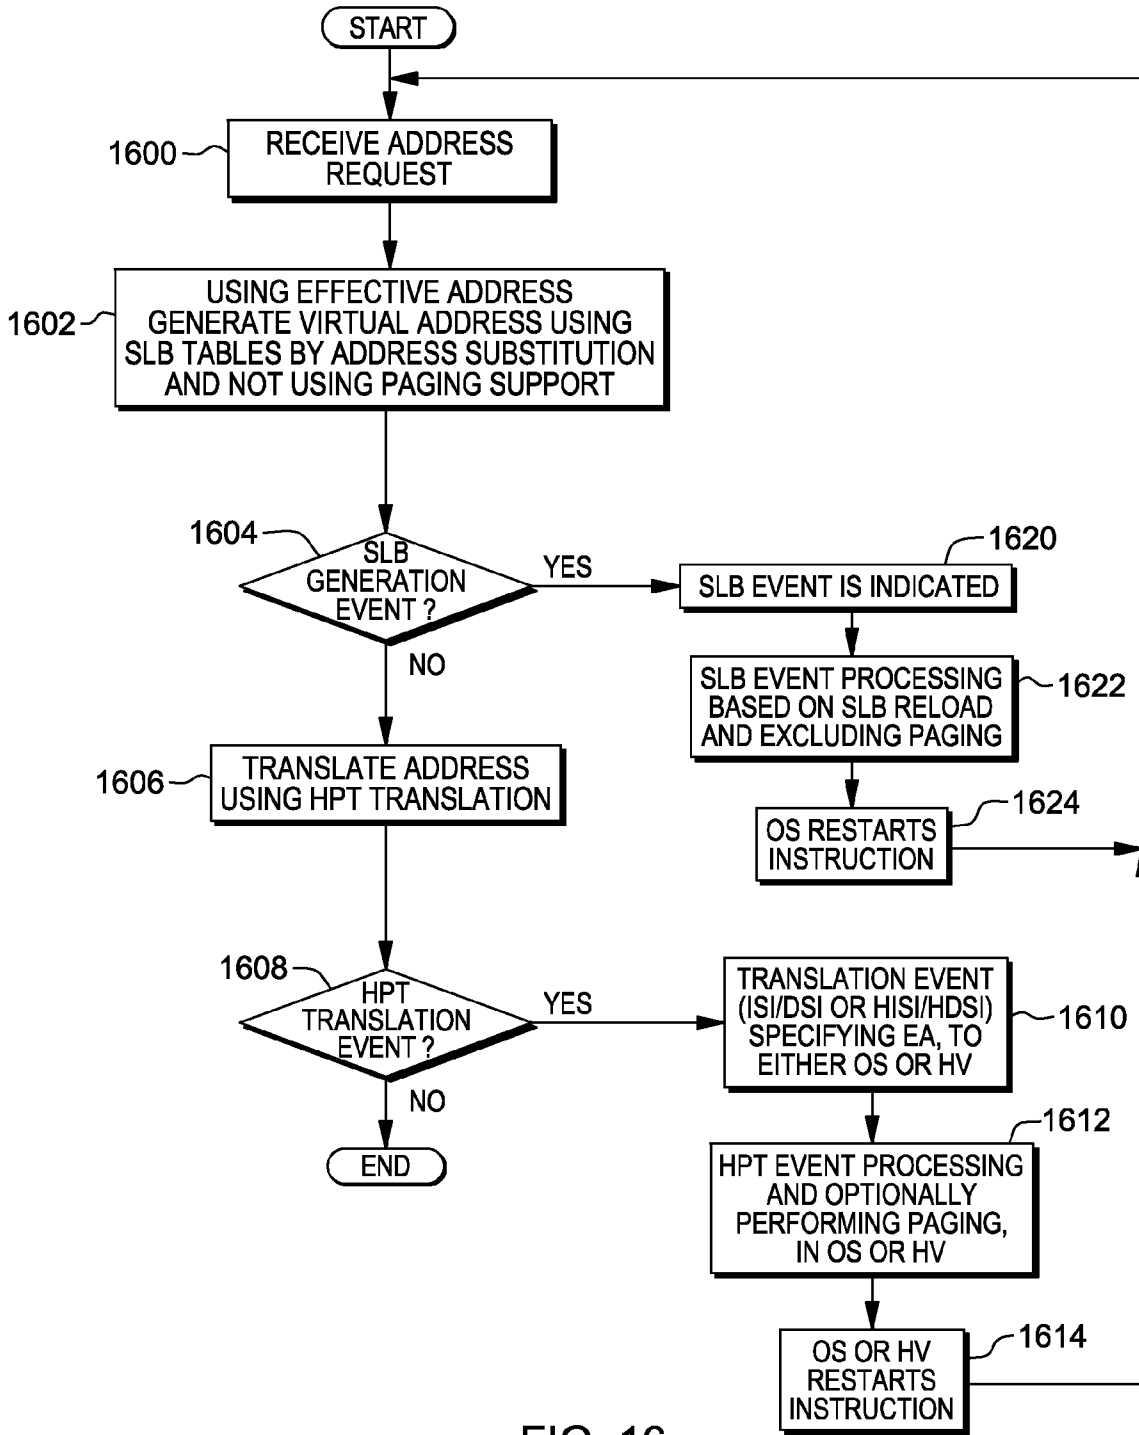 START
1600
RECEIVE ADDRESS
REQUEST
1602
USING EFFECTIVE ADDRESS
GENERATE VIRTUAL ADDRESS USING
SLB TABLES BY ADDRESS SUBSTITUTION
AND NOT USING PAGING SUPPORT
1604
SLB
GENERATION
EVENT ?
YES
NO
1620
SLB EVENT IS INDICATED
SLB EVENT PROCESSING
BASED ON SLB RELOAD
AND EXCLUDING PAGING
1622
1624
OS RESTARTS
INSTRUCTION
1606
TRANSLATE ADDRESS
USING HPT TRANSLATION
1608
HPT
TRANSLATION
EVENT ?
YES
NO
END
TRANSLATION EVENT
(ISI/DSI OR HISI/HDSI)
SPECIFYING EA, TO
EITHER OS OR HV
1610
1612
HPT EVENT PROCESSING
AND OPTIONALLY
PERFORMING PAGING,
IN OS OR HV
1614
OS OR HV
RESTARTS
INSTRUCTION
FIG. 16